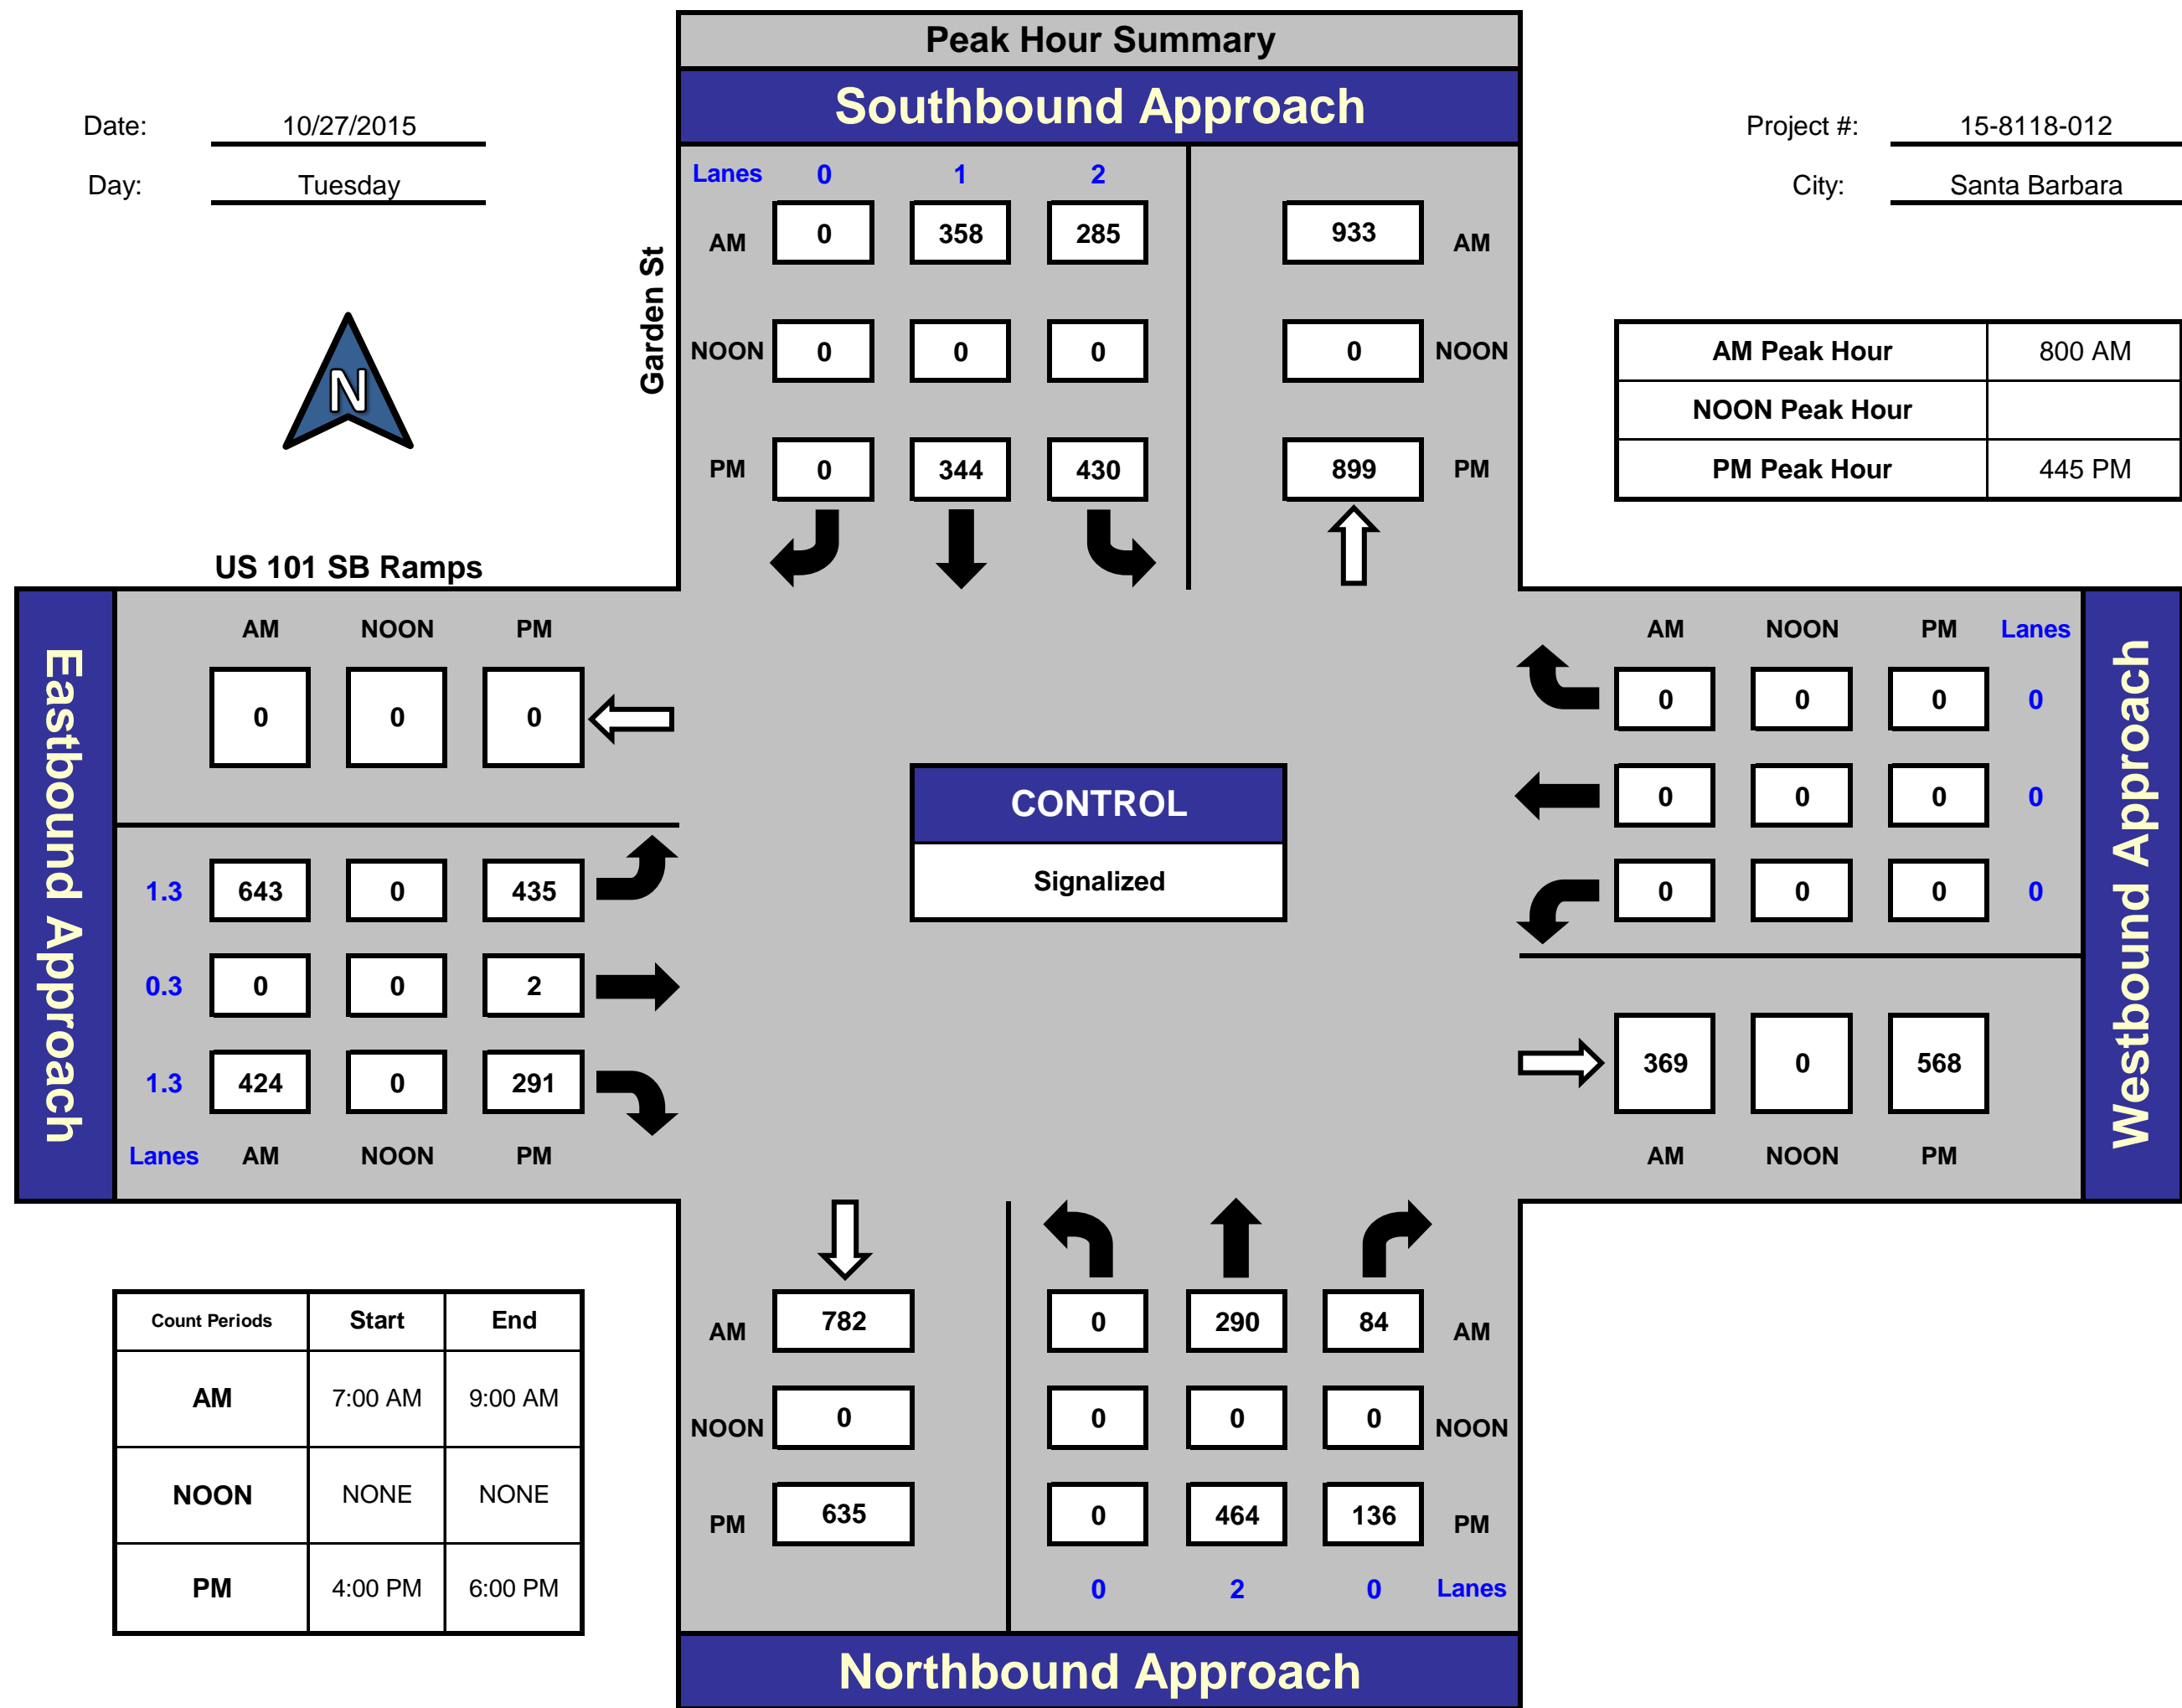 Peak Hour Summary
Southbound Approach
Date: 10/27/2015
Project #: 15-8118-012
Day: Tuesday
City: Santa Barbara
Lanes 0 1 2
AM 0 358 285 933 AM
Garden St
N
NOON 0 0 0 0 NOON
PM 0 344 430 899 PM
AM Peak Hour 800 AM
NOON Peak Hour
PM Peak Hour 445 PM
US 101 SB Ramps
Eastbound Approach
AM NOON PM
0 0 0
1.3 643 0 435
0.3 0 0 2
1.3 424 0 291
Lanes AM NOON PM
CONTROL
Signalized
AM NOON PM Lanes
0 0 0 0
0 0 0 0
0 0 0 0
369 0 568
AM NOON PM
Westbound Approach
Count Periods Start End
AM 7:00 AM 9:00 AM
NOON NONE NONE
PM 4:00 PM 6:00 PM
AM 782 0 290 84 AM
NOON 0 0 0 0 NOON
PM 635 0 464 136 PM
0 2 0 Lanes
Northbound Approach